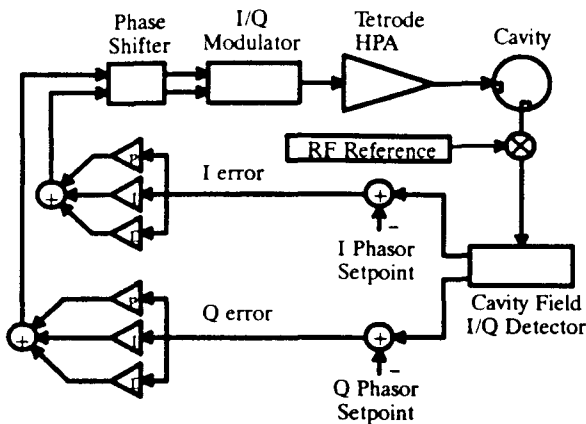 Phase
Shifter
I/Q
Modulator
Tetrode
HPA
Cavity
RF Reference
I error
+
+
–
I Phasor
Setpoint
Cavity Field
I/Q Detector
Q error
+
+
–
Q Phasor
Setpoint